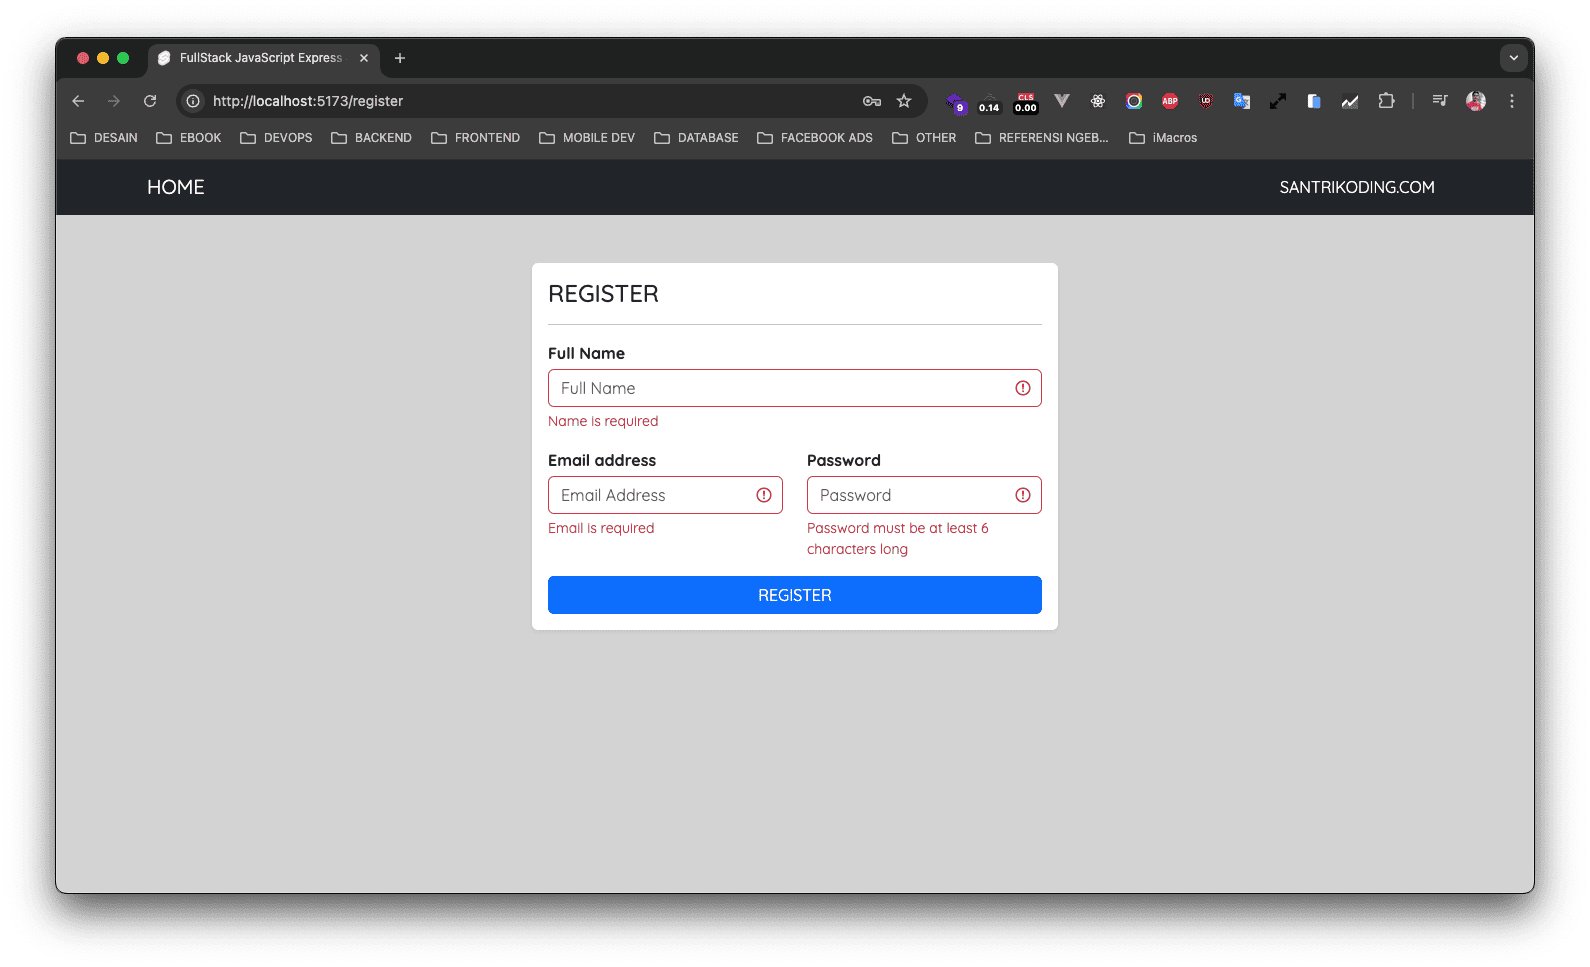 FullStack JavaScript Express
http://localhost:5173/register
9
0.14
CLS
0.00
ABP
DESAIN
EBOOK
DEVOPS
BACKEND
FRONTEND
MOBILE DEV
DATABASE
FACEBOOK ADS
OTHER
REFERENSI NGEB...
iMacros
HOME
SANTRIKODING.COM
REGISTER
Full Name
Full Name
Name is required
Email address
Password
Email Address
Password
Email is required
Password must be at least 6
characters long
REGISTER